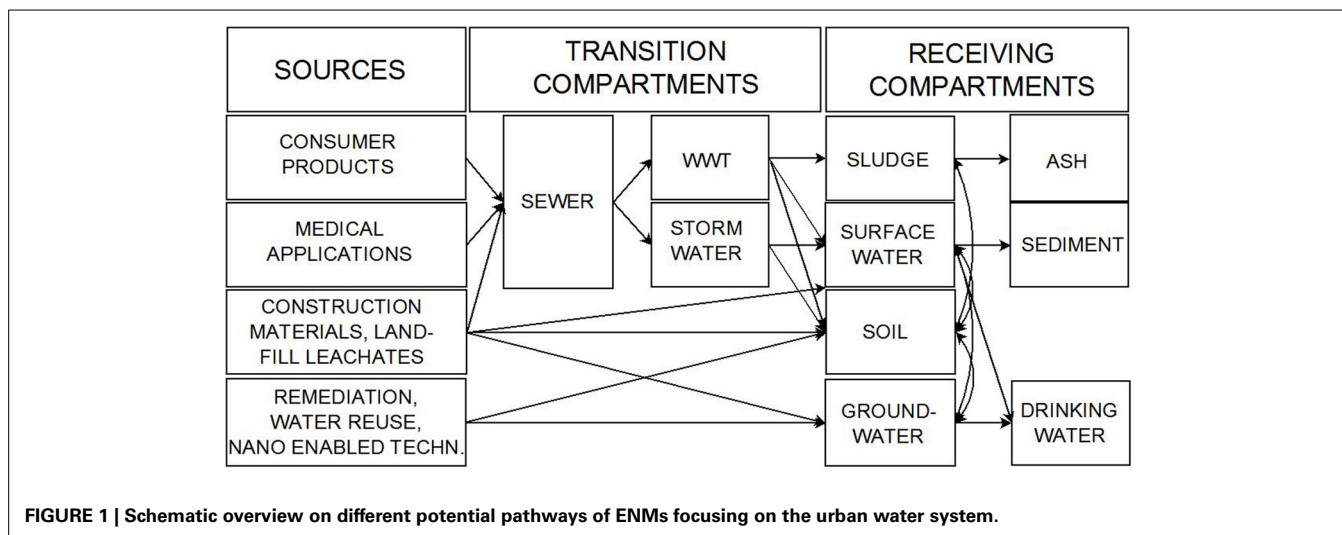 SOURCES
TRANSITION
COMPARTMENTS
RECEIVING
COMPARTMENTS
CONSUMER
PRODUCTS
MEDICAL
APPLICATIONS
CONSTRUCTION
MATERIALS, LAND-
FILL LEACHATES
REMEDIATION,
WATER REUSE,
NANO ENABLED TECHN.
SEWER
WWT
STORM
WATER
SLUDGE
SURFACE
WATER
SOIL
GROUND-
WATER
ASH
SEDIMENT
DRINKING
WATER
FIGURE 1 | Schematic overview on different potential pathways of ENMs focusing on the urban water system.